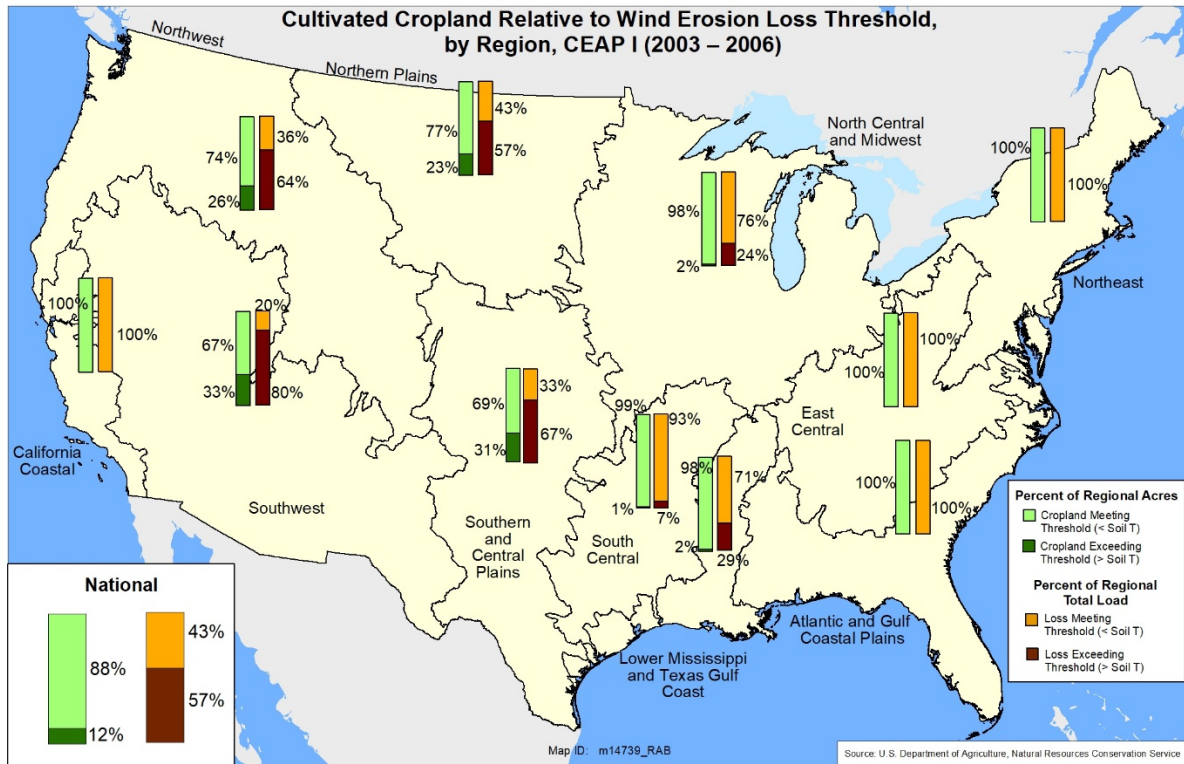 Cultivated Cropland Relative to Wind Erosion Loss Threshold,
by Region, CEAP I (2003 – 2006)
Northwest
Northern Plains
43%
77%
57%
23%
36%
74%
64%
26%
North Central
and Midwest
98%
76%
24%
2%
100%
100%
Northeast
100%
100%
20%
67%
33%
80%
California
Coastal
Southwest
33%
69%
67%
31%
Southern
and
Central
Plains
99%
93%
1%
7%
South
Central
98%
71%
2%
29%
Lower Mississippi
and Texas Gulf
Coast
100%
100%
East
Central
100%
100%
Atlantic and Gulf
Coastal Plains
Percent of Regional Acres
Cropland Meeting
Threshold (< Soil T)
Cropland Exceeding
Threshold (> Soil T)
Percent of Regional
Total Load
Loss Meeting
Threshold (< Soil T)
Loss Exceeding
Threshold (> Soil T)
National
43%
88%
57%
12%
Map ID: m14739_RAB
Source: U.S. Department of Agriculture, Natural Resources Conservation Service